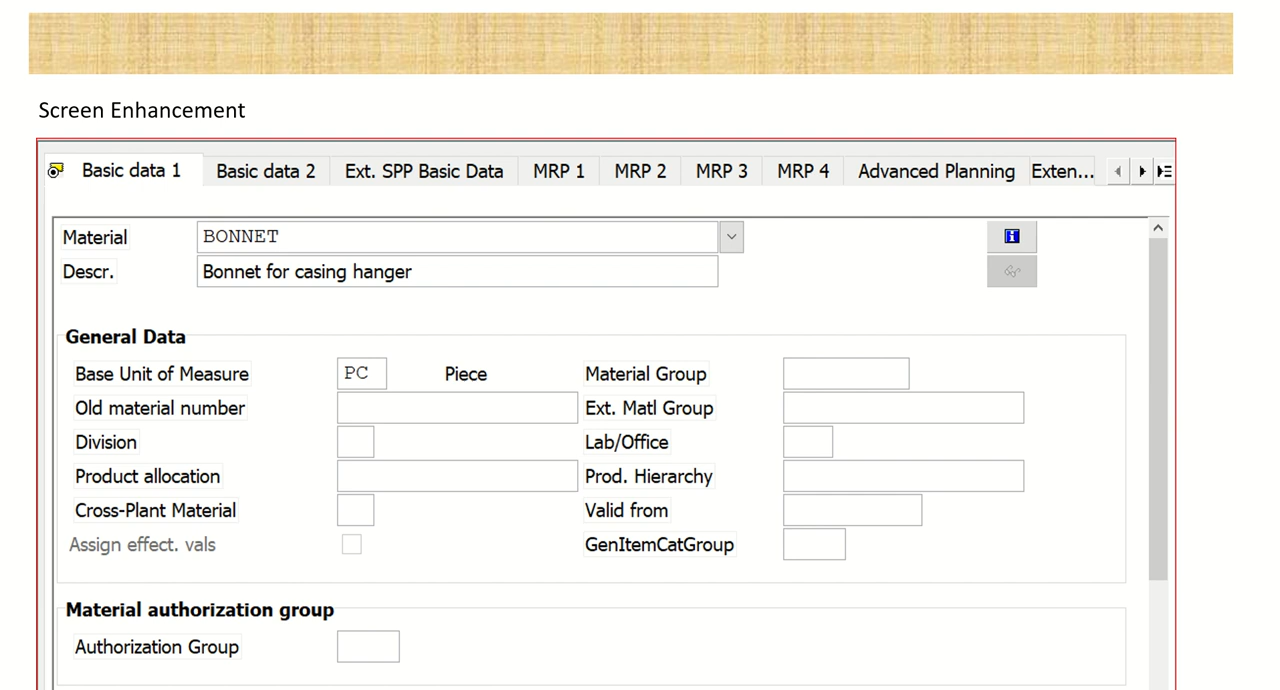 Screen Enhancement
Basic data 1 Basic data 2 Ext. SPP Basic Data MRP 1 MRP 2 MRP 3 MRP 4 Advanced Planning Exten...
Material BONNET
Descr. Bonnet for casing hanger
General Data
Base Unit of Measure PC Piece Material Group
Old material number Ext. Matl Group
Division Lab/Office
Product allocation Prod. Hierarchy
Cross-Plant Material Valid from
Assign effect. vals GenItemCatGroup
Material authorization group
Authorization Group